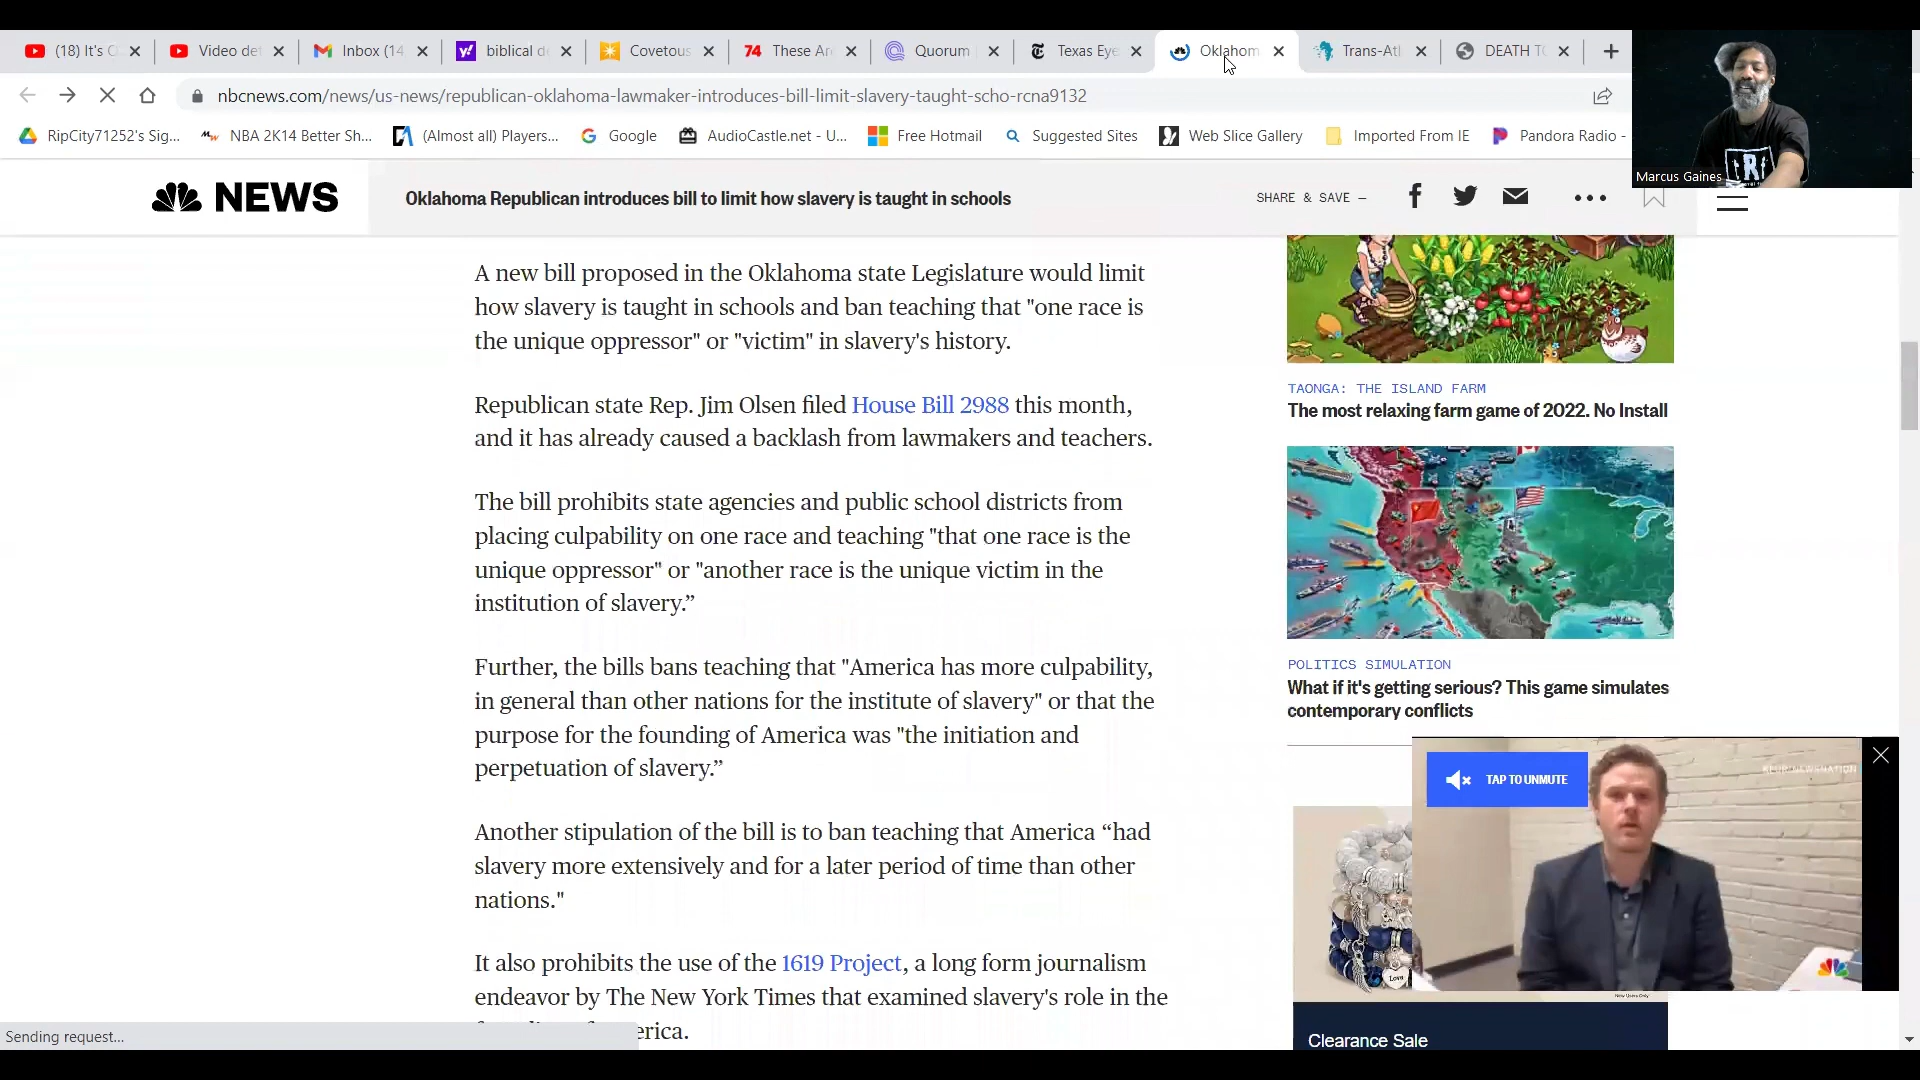 (18) It's C
Video det
Inbox (14
biblical d
Covetous
74 These Ar
Quorum
Texas Eye
Oklahom
Trans-Atl
DEATH T
nbcnews.com/news/us-news/republican-oklahoma-lawmaker-introduces-bill-limit-slavery-taught-scho-rcna9132
RipCity71252's Sig...
NBA 2K14 Better Sh...
(Almost all) Players...
Google
AudioCastle.net - U...
Free Hotmail
Suggested Sites
Web Slice Gallery
Imported From IE
Pandora Radio -
Marcus Gaines
NEWS
Oklahoma Republican introduces bill to limit how slavery is taught in schools
SHARE & SAVE —
A new bill proposed in the Oklahoma state Legislature would limit
how slavery is taught in schools and ban teaching that "one race is
the unique oppressor" or "victim" in slavery's history.
Republican state Rep. Jim Olsen filed House Bill 2988 this month,
and it has already caused a backlash from lawmakers and teachers.
The bill prohibits state agencies and public school districts from
placing culpability on one race and teaching "that one race is the
unique oppressor" or "another race is the unique victim in the
institution of slavery.”
Further, the bills bans teaching that "America has more culpability,
in general than other nations for the institute of slavery" or that the
purpose for the founding of America was "the initiation and
perpetuation of slavery.”
Another stipulation of the bill is to ban teaching that America “had
slavery more extensively and for a later period of time than other
nations."
It also prohibits the use of the 1619 Project, a long form journalism
endeavor by The New York Times that examined slavery's role in the
erica.
TAONGA: THE ISLAND FARM
The most relaxing farm game of 2022. No Install
POLITICS SIMULATION
What if it's getting serious? This game simulates
contemporary conflicts
TAP TO UNMUTE
Love
New Users Only
Clearance Sale
Sending request...